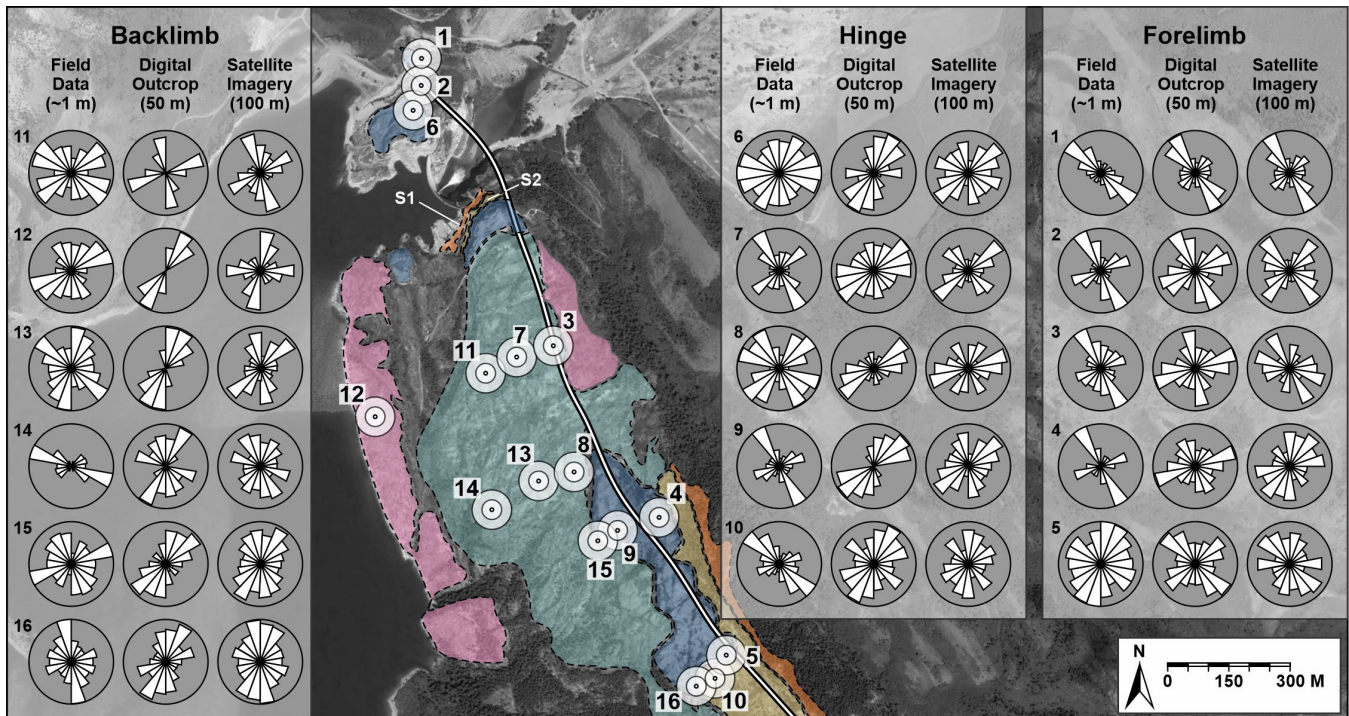 Backlimb
Field
Data
(~1 m)
Digital
Outcrop
(50 m)
Satellite
Imagery
(100 m)
11
12
13
14
15
16
1
2
6
S1
S2
3
7
11
12
8
13
14
4
9
15
5
16
10
Hinge
Field
Data
(~1 m)
Digital
Outcrop
(50 m)
Satellite
Imagery
(100 m)
6
7
8
9
10
Forelimb
Field
Data
(~1 m)
Digital
Outcrop
(50 m)
Satellite
Imagery
(100 m)
1
2
3
4
5
N
0 150 300 M